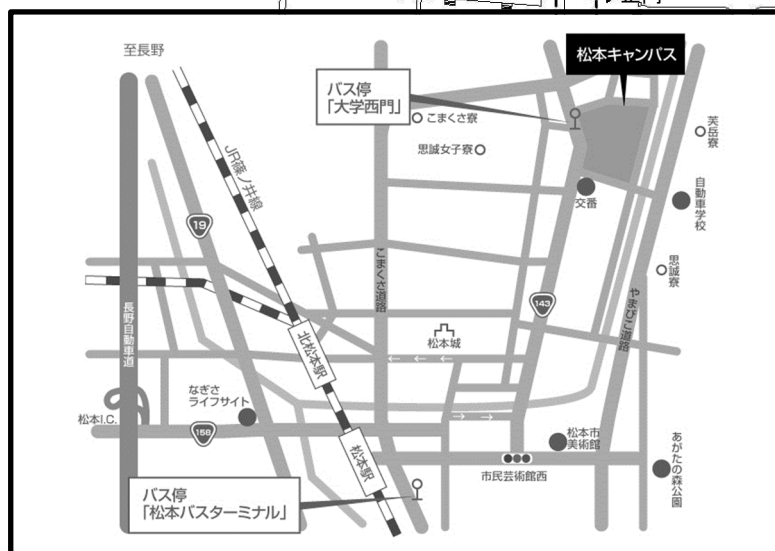 至長野
松本キャンパス
バス停
「大学西門」
こまくさ寮
思誠女子寮
JR篠ノ井線
芙岳寮
交番
自動車学校
19
こまくさ道路
思誠寮
143
やまびこ道路
長野自動車道
松本城
北松本駅
なぎさ
ライフサイト
松本I.C.
158
松本駅
松本市
美術館
市民芸術館西
あがたの森公園
バス停
「松本バスターミナル」